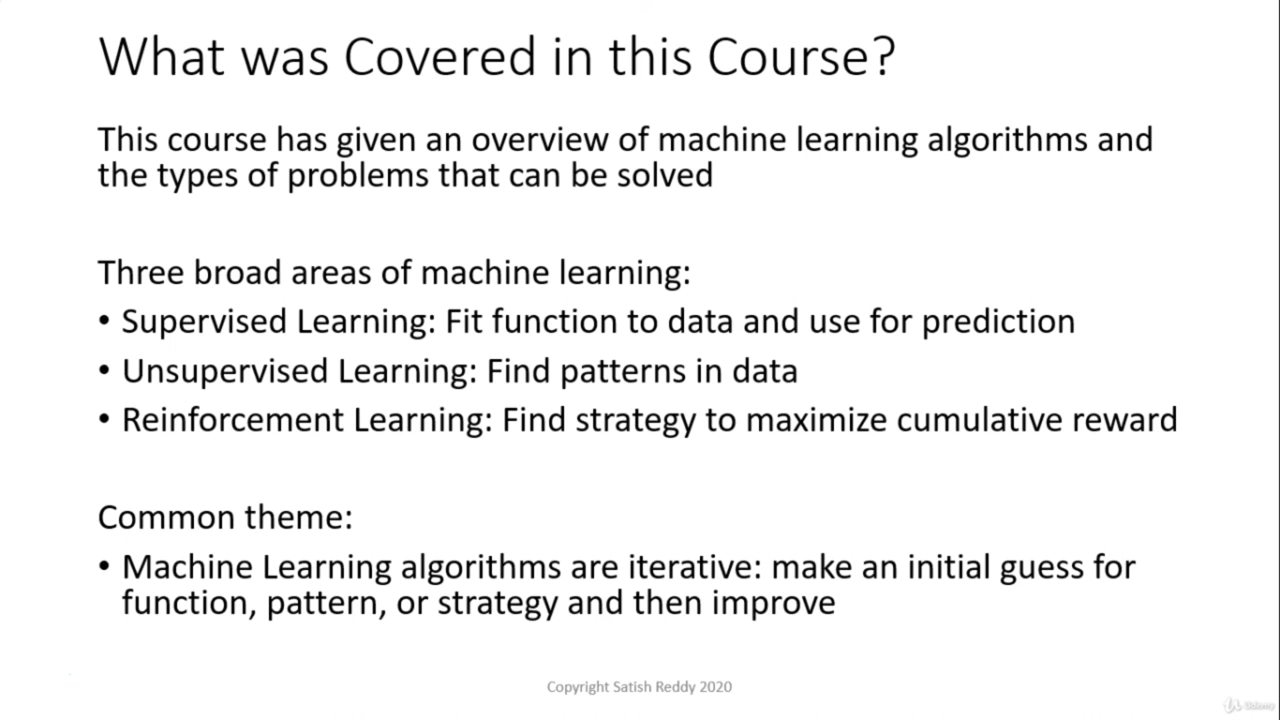 What was Covered in this Course?
This course has given an overview of machine learning algorithms and
the types of problems that can be solved
Three broad areas of machine learning:
• Supervised Learning: Fit function to data and use for prediction
• Unsupervised Learning: Find patterns in data
• Reinforcement Learning: Find strategy to maximize cumulative reward
Common theme:
• Machine Learning algorithms are iterative: make an initial guess for
function, pattern, or strategy and then improve
Copyright Satish Reddy 2020
Udemy